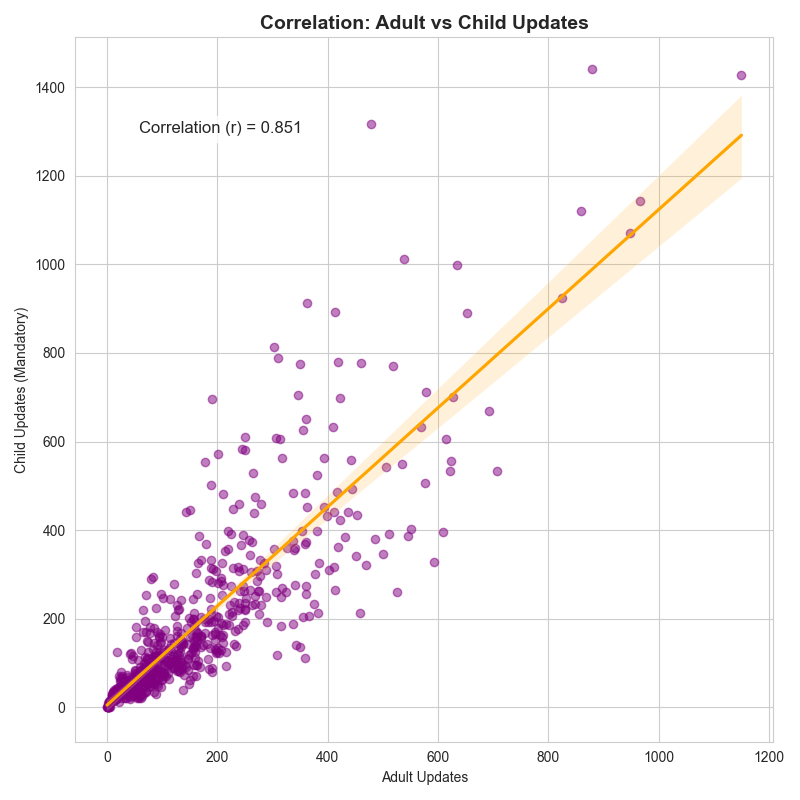 Correlation: Adult vs Child Updates
Correlation (r) = 0.851
Child Updates (Mandatory)
1400
1200
1000
800
600
400
200
0
0 200 400 600 800 1000 1200
Adult Updates